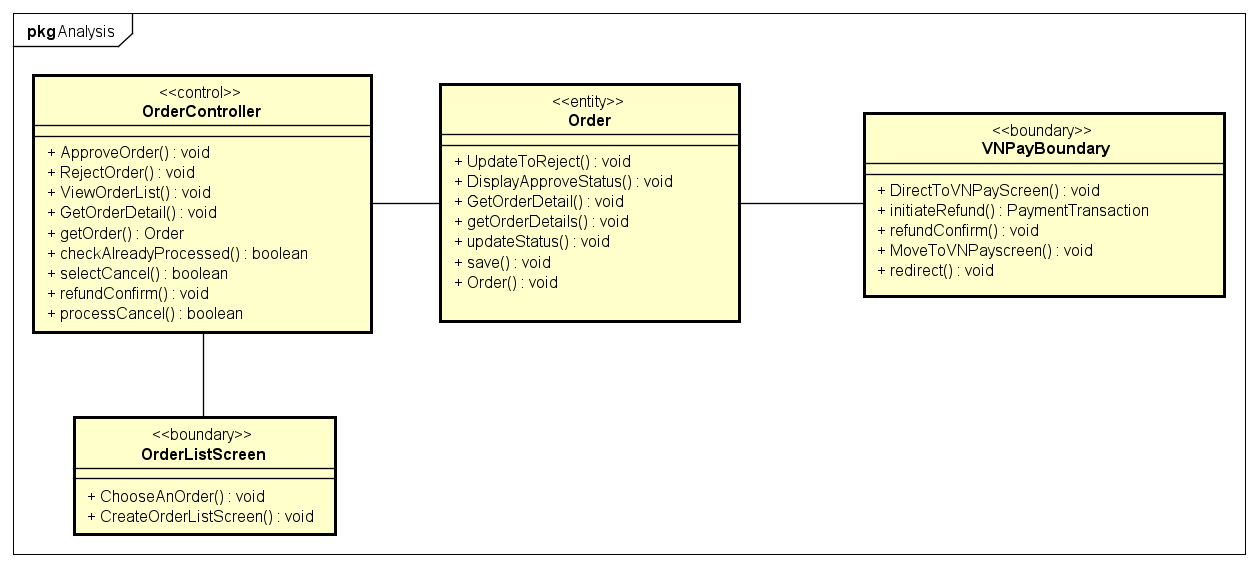 pkg Analysis
<<control>>
OrderController
+ ApproveOrder() : void
+ RejectOrder() : void
+ ViewOrderList() : void
+ GetOrderDetail() : void
+ getOrder() : Order
+ checkAlreadyProcessed() : boolean
+ selectCancel() : boolean
+ refundConfirm() : void
+ processCancel() : boolean
<<entity>>
Order
+ UpdateToReject() : void
+ DisplayApproveStatus() : void
+ GetOrderDetail() : void
+ getOrderDetails() : void
+ updateStatus() : void
+ save() : void
+ Order() : void
<<boundary>>
VNPayBoundary
+ DirectToVNPayScreen() : void
+ initiateRefund() : PaymentTransaction
+ refundConfirm() : void
+ MoveToVNPayscreen() : void
+ redirect() : void
<<boundary>>
OrderListScreen
+ ChooseAnOrder() : void
+ CreateOrderListScreen() : void